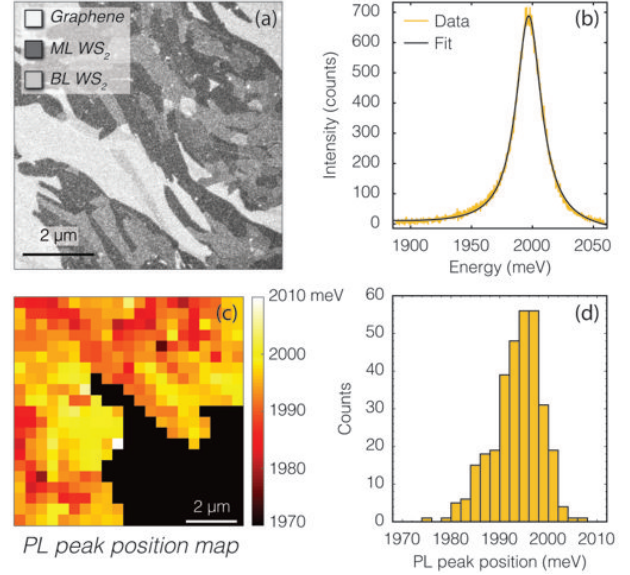 (a)
Graphene
ML WS2
BL WS2
2 μm
(b)
Data
Fit
Intensity (counts)
700
600
500
400
300
200
100
0
1900 1950 2000 2050
Energy (meV)
(c)
2010 meV
2000
1990
1980
1970
2 μm
PL peak position map
(d)
Counts
60
50
40
30
20
10
0
1970 1980 1990 2000 2010
PL peak position (meV)